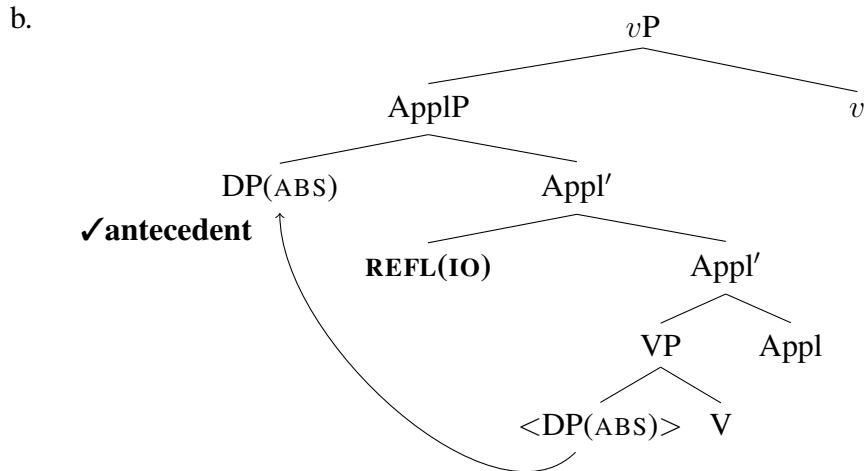 b.
vP
ApplP v
DP(ABS) Appl′
✓antecedent
REFL(IO) Appl′
VP Appl
<DP(ABS)> V